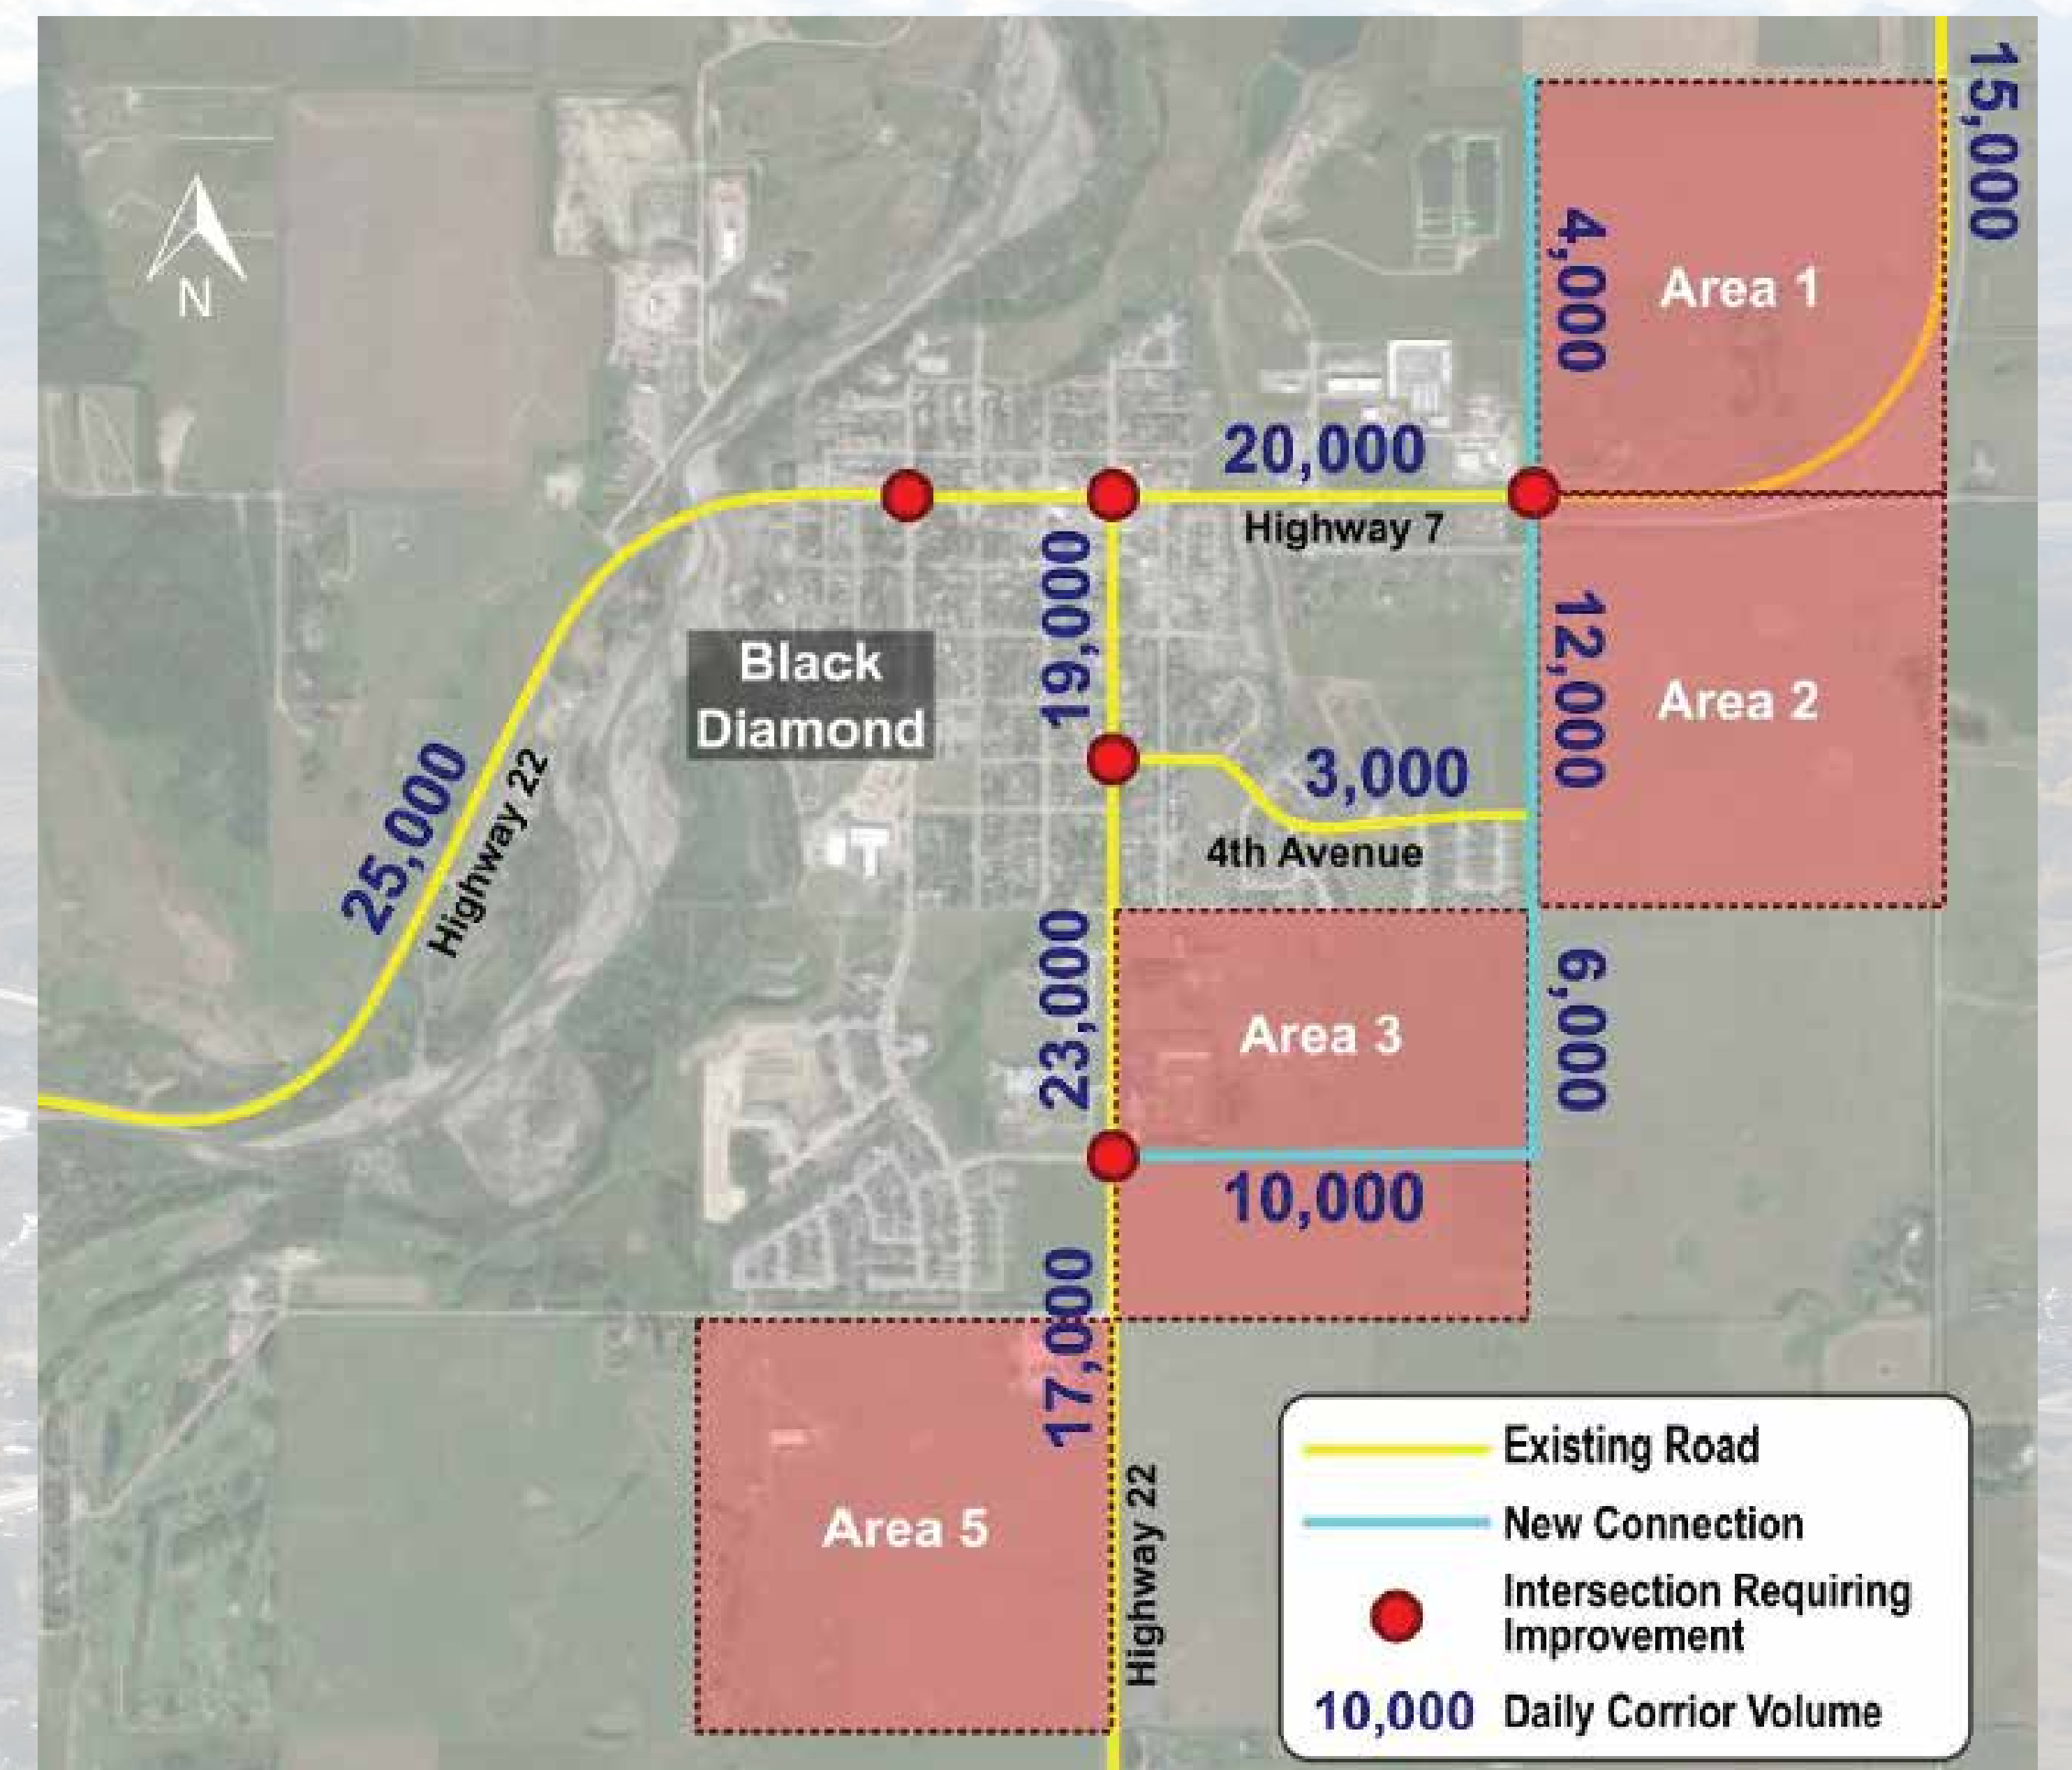 15,000
N
4,000
Area 1
20,000
Highway 7
19,000
12,000
Black
Diamond
Area 2
3,000
4th Avenue
25,000
Highway 22
23,000
6,000
Area 3
10,000
17,000
Area 5
Highway 22
Existing Road
New Connection
Intersection Requiring
Improvement
10,000 Daily Corrior Volume